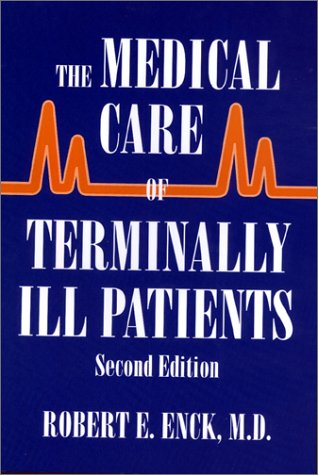 THE MEDICAL
CARE
OF
TERMINALLY
ILL PATIENTS
Second Edition
ROBERT E. ENCK, M.D.